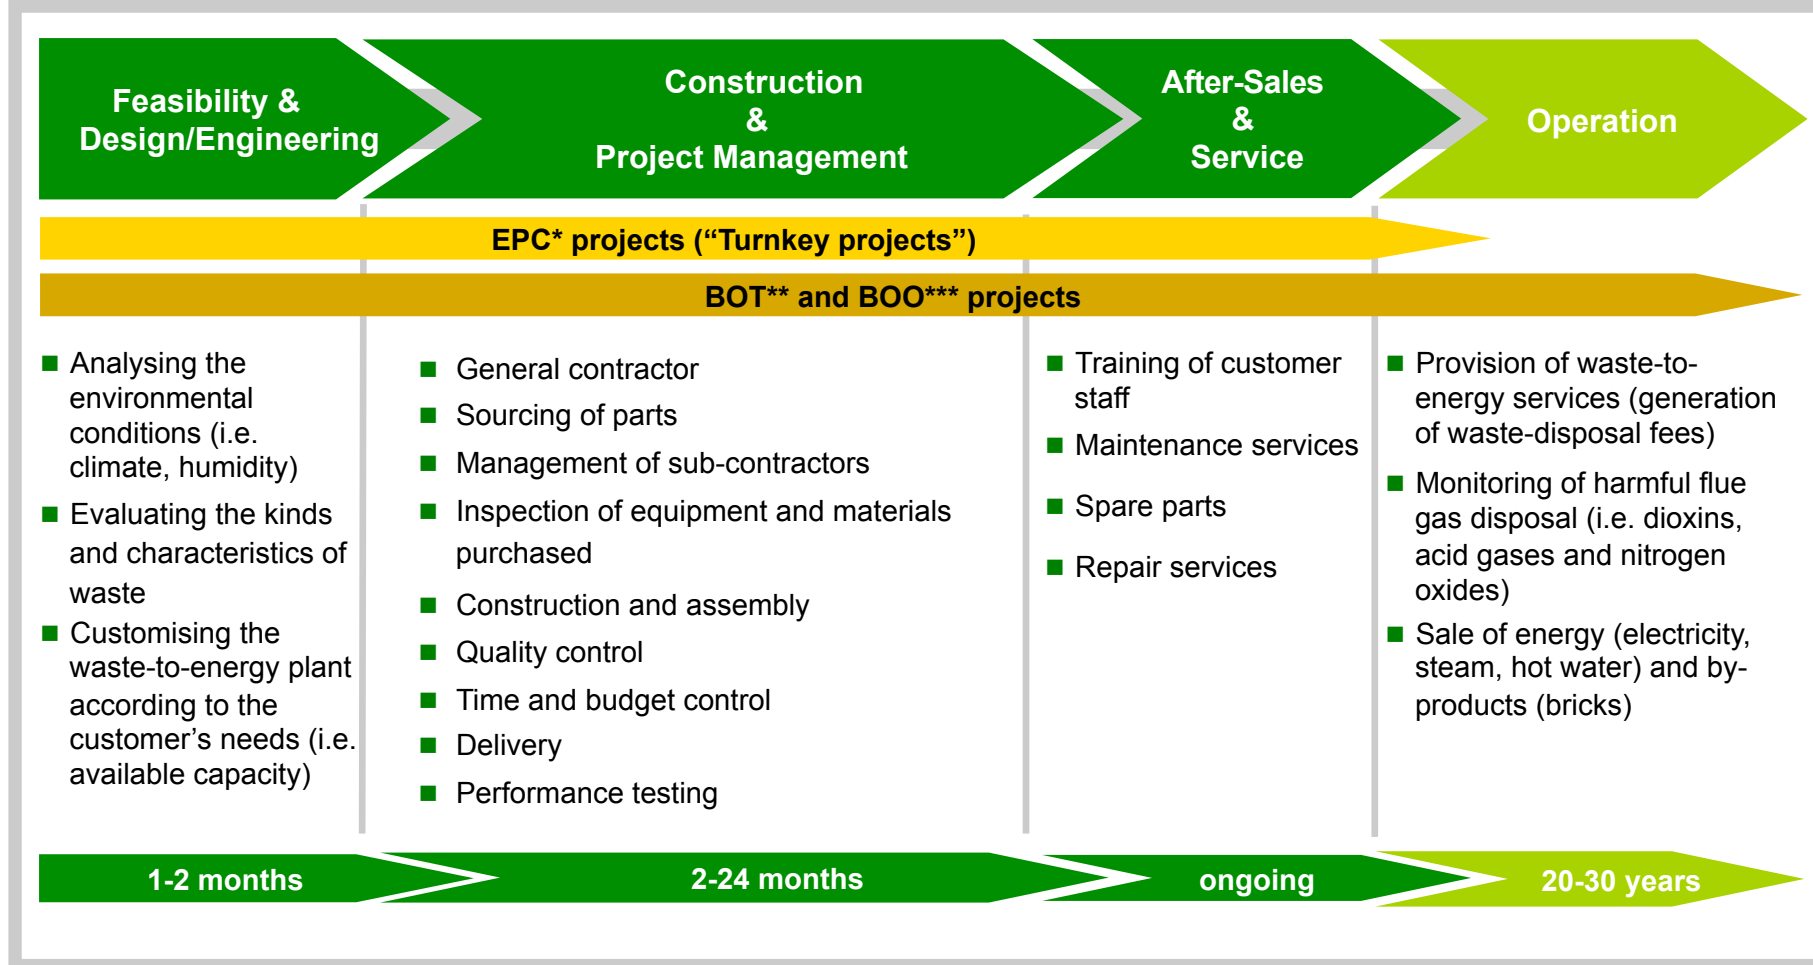 Feasibility &
Design/Engineering
Construction
&
Project Management
After-Sales
&
Service
Operation
EPC* projects (“Turnkey projects”)
BOT** and BOO*** projects
Analysing the
environmental
conditions (i.e.
climate, humidity)
Evaluating the kinds
and characteristics of
waste
Customising the
waste-to-energy plant
according to the
customer’s needs (i.e.
available capacity)
General contractor
Sourcing of parts
Management of sub-contractors
Inspection of equipment and materials
purchased
Construction and assembly
Quality control
Time and budget control
Delivery
Performance testing
Training of customer
staff
Maintenance services
Spare parts
Repair services
Provision of waste-to-
energy services (generation
of waste-disposal fees)
Monitoring of harmful flue
gas disposal (i.e. dioxins,
acid gases and nitrogen
oxides)
Sale of energy (electricity,
steam, hot water) and by-
products (bricks)
1-2 months
2-24 months
ongoing
20-30 years